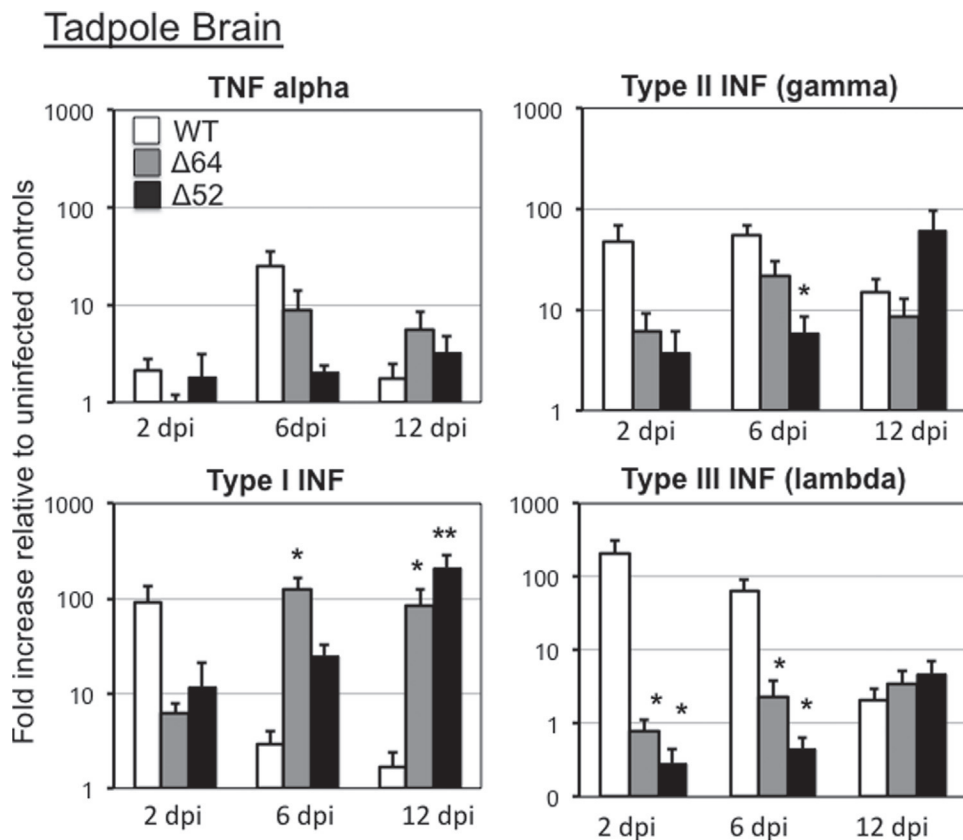 Tadpole Brain
Fold increase relative to uninfected controls
TNF alpha
1000
100
10
1
WT
Δ64
Δ52
2 dpi 6dpi 12 dpi
Type II INF (gamma)
1000
100
10
1
*
2 dpi 6 dpi 12 dpi
Type I INF
1000
100
10
1
* * **
2 dpi 6 dpi 12 dpi
Type III INF (lambda)
1000
100
10
1
0
* * * *
2 dpi 6 dpi 12 dpi